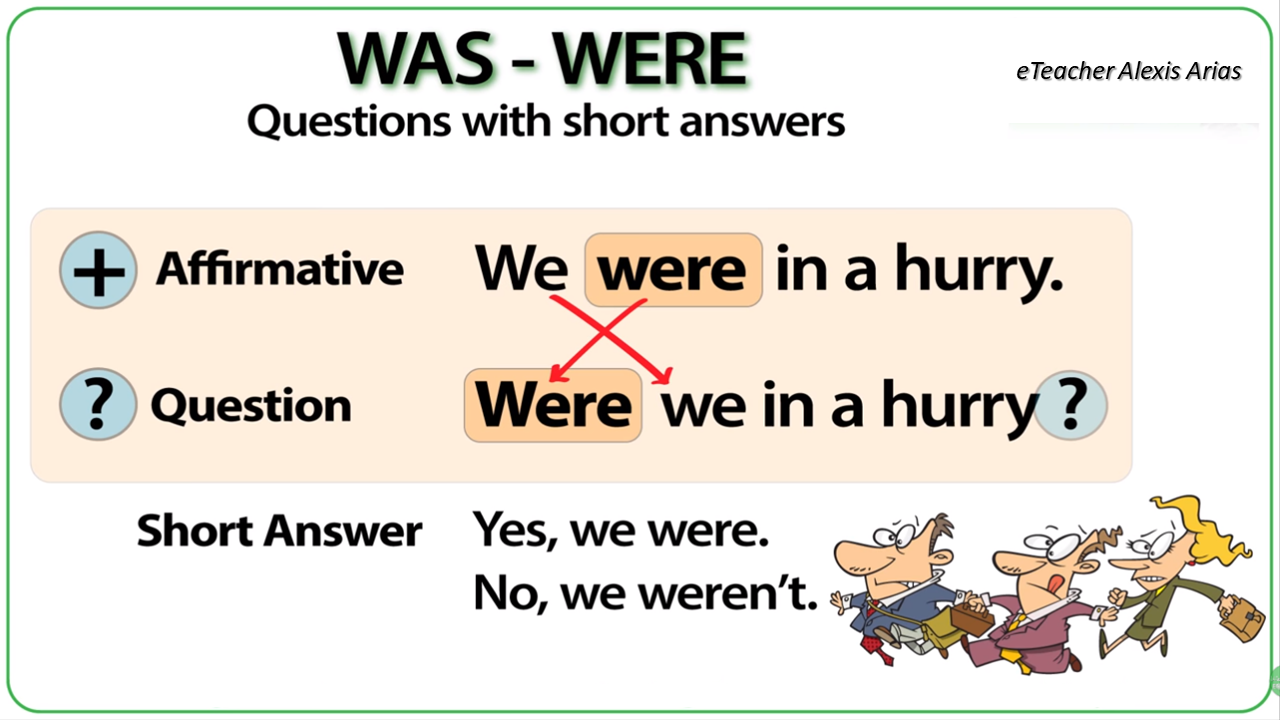 WAS - WERE
eTeacher Alexis Arias
Questions with short answers
+ Affirmative We were in a hurry.
? Question Were we in a hurry?
Short Answer Yes, we were.
No, we weren’t.